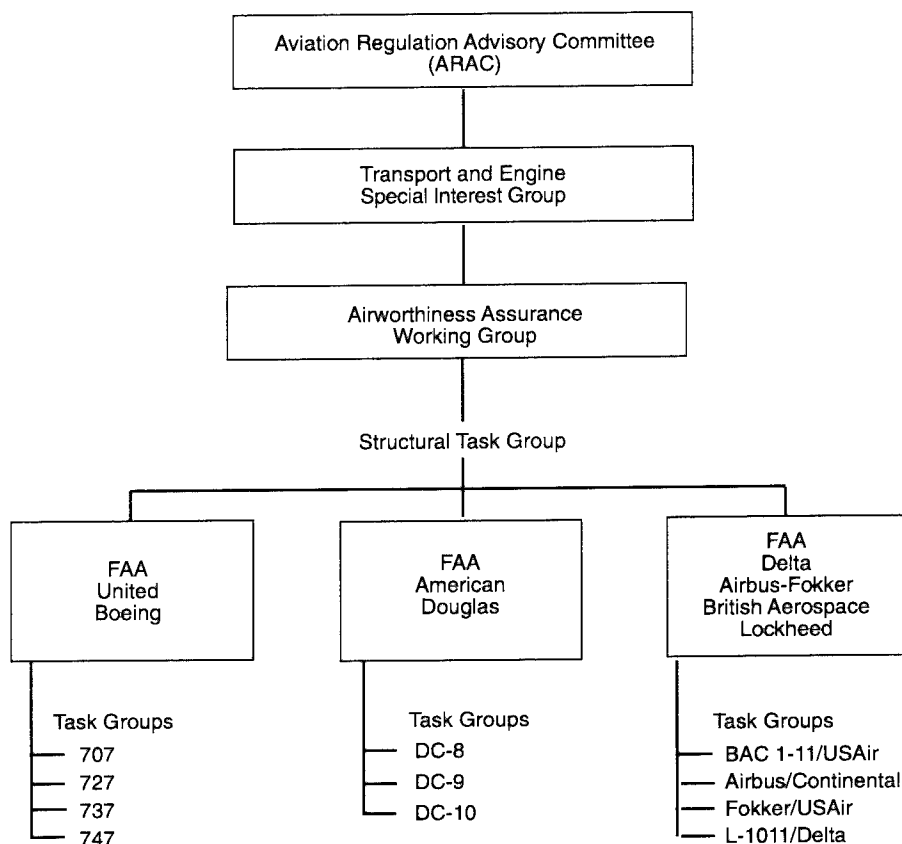 Aviation Regulation Advisory Committee
(ARAC)
Transport and Engine
Special Interest Group
Airworthiness Assurance
Working Group
Structural Task Group
FAA
United
Boeing
FAA
American
Douglas
FAA
Delta
Airbus-Fokker
British Aerospace
Lockheed
Task Groups
707
727
737
747
Task Groups
DC-8
DC-9
DC-10
Task Groups
BAC 1-11/USAir
Airbus/Continental
Fokker/USAir
L-1011/Delta